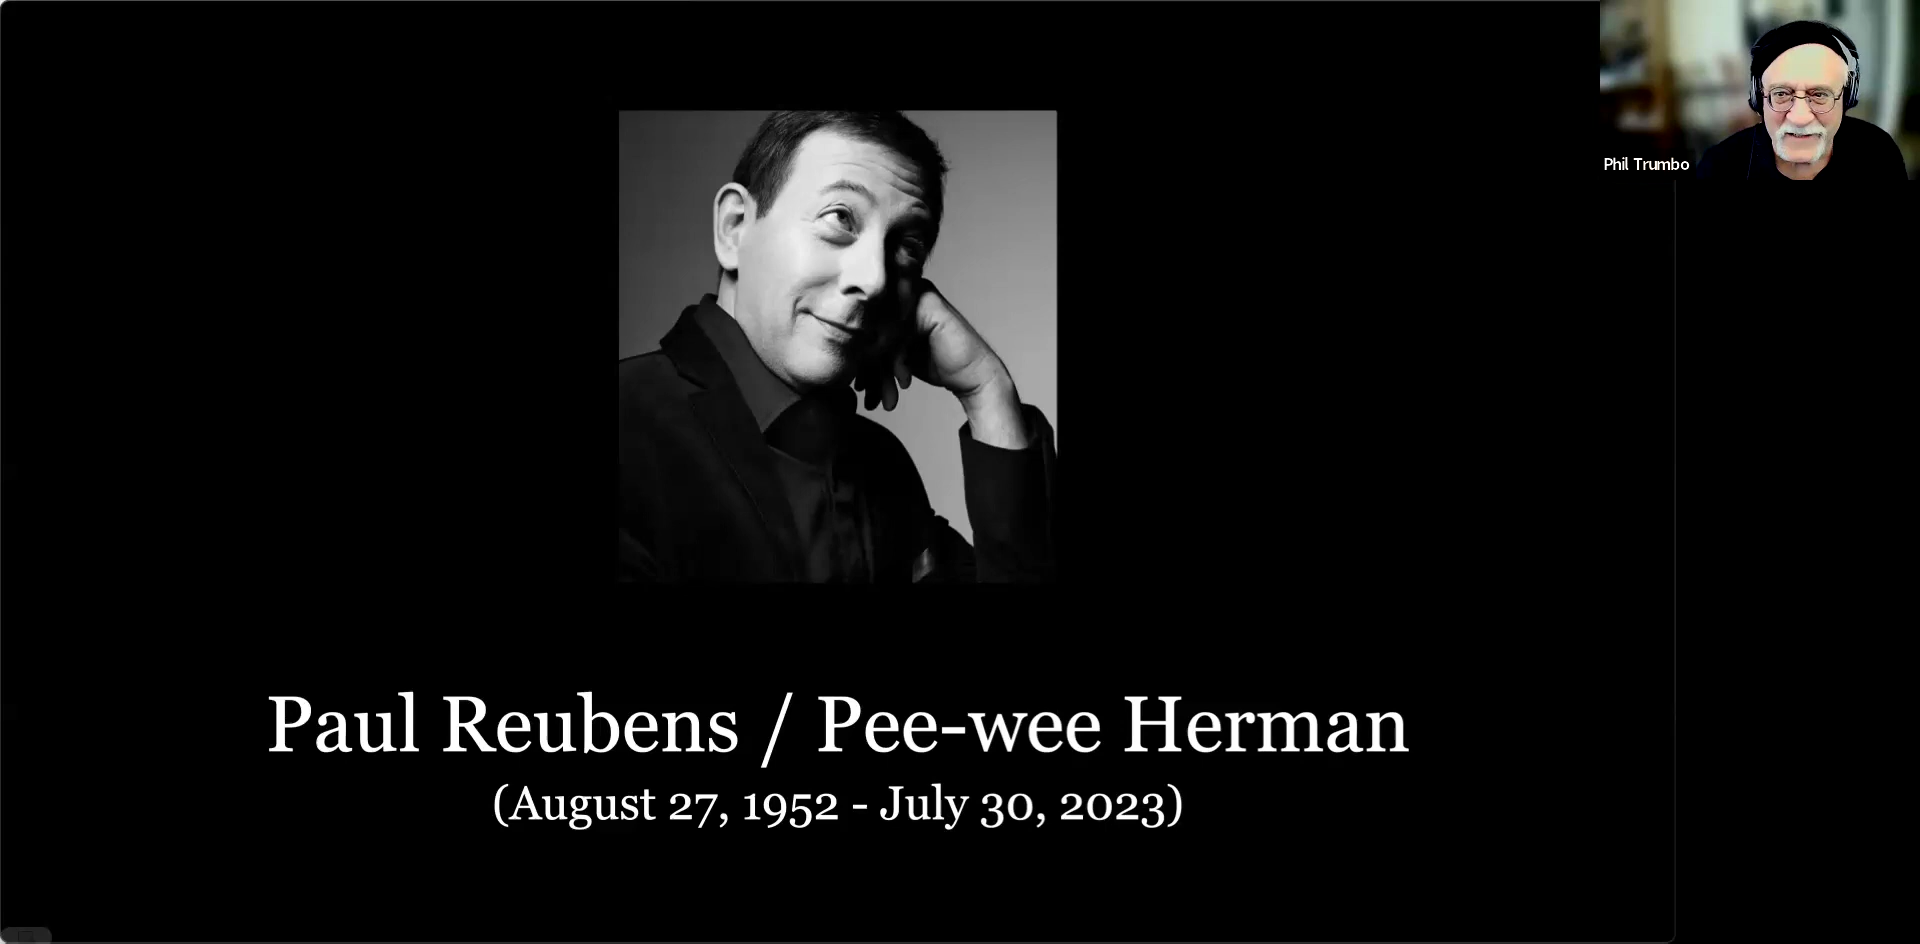 Phil Trumbo
Paul Reubens / Pee-wee Herman
(August 27, 1952 - July 30, 2023)